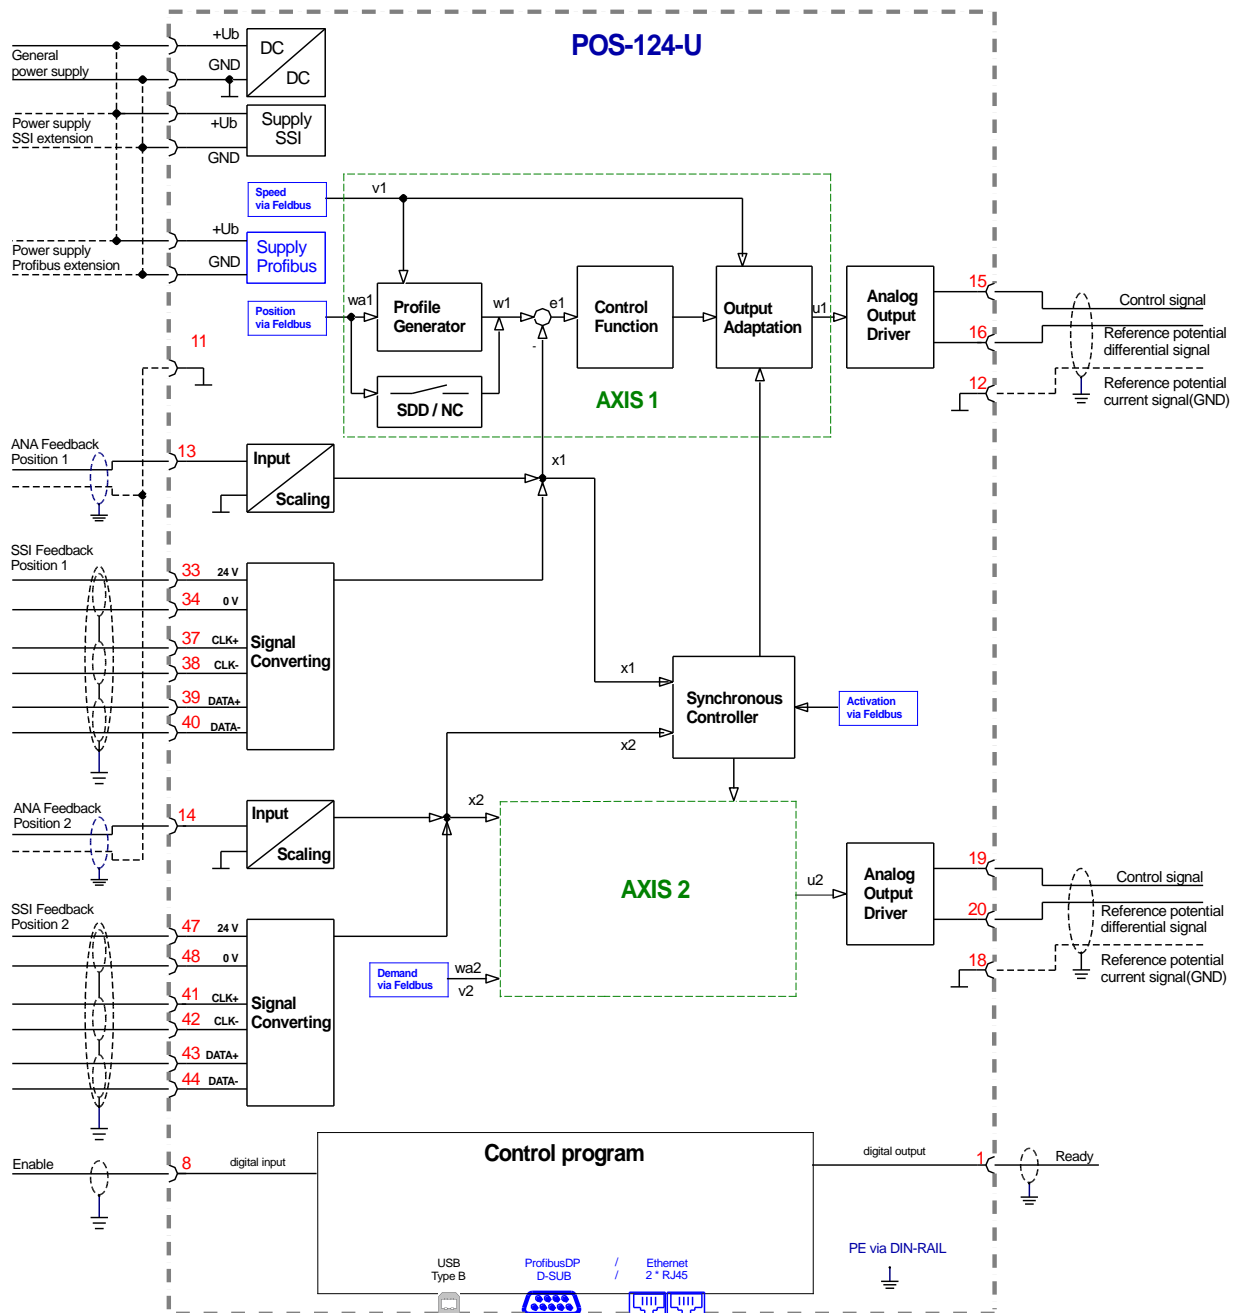 POS-124-U
General
power supply
+Ub
GND
DC
DC
Power supply
SSI extension
+Ub
GND
Supply
SSI
Speed
via Feldbus
v1
Power supply
Profibus extension
+Ub
GND
Supply
Profibus
Position
via Feldbus
wa1
Profile
Generator
w1
e1
-
Control
Function
Output
Adaptation
u1
Analog
Output
Driver
15
16
12
Control signal
Reference potential
differential signal
Reference potential
current signal(GND)
SDD / NC
AXIS 1
11
ANA Feedback
Position 1
13
Input
Scaling
x1
SSI Feedback
Position 1
33 24 V
34 0 V
37 CLK+
38 CLK-
39 DATA+
40 DATA-
Signal
Converting
x1
x2
Synchronous
Controller
Activation
via Feldbus
ANA Feedback
Position 2
14
Input
Scaling
x2
AXIS 2
u2
Analog
Output
Driver
19
20
18
Control signal
Reference potential
differential signal
Reference potential
current signal(GND)
SSI Feedback
Position 2
47 24 V
48 0 V
41 CLK+
42 CLK-
43 DATA+
44 DATA-
Signal
Converting
Demand
via Feldbus
wa2
v2
Enable
8
digital input
Control program
digital output
1
Ready
PE via DIN-RAIL
USB
Type B
ProfibusDP / Ethernet
D-SUB / 2 * RJ45